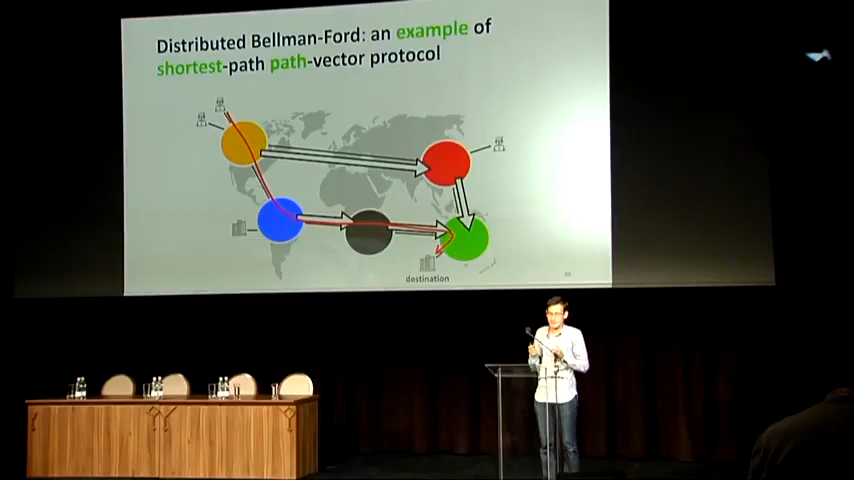 Distributed Bellman-Ford: an example of
shortest-path path-vector protocol
destination